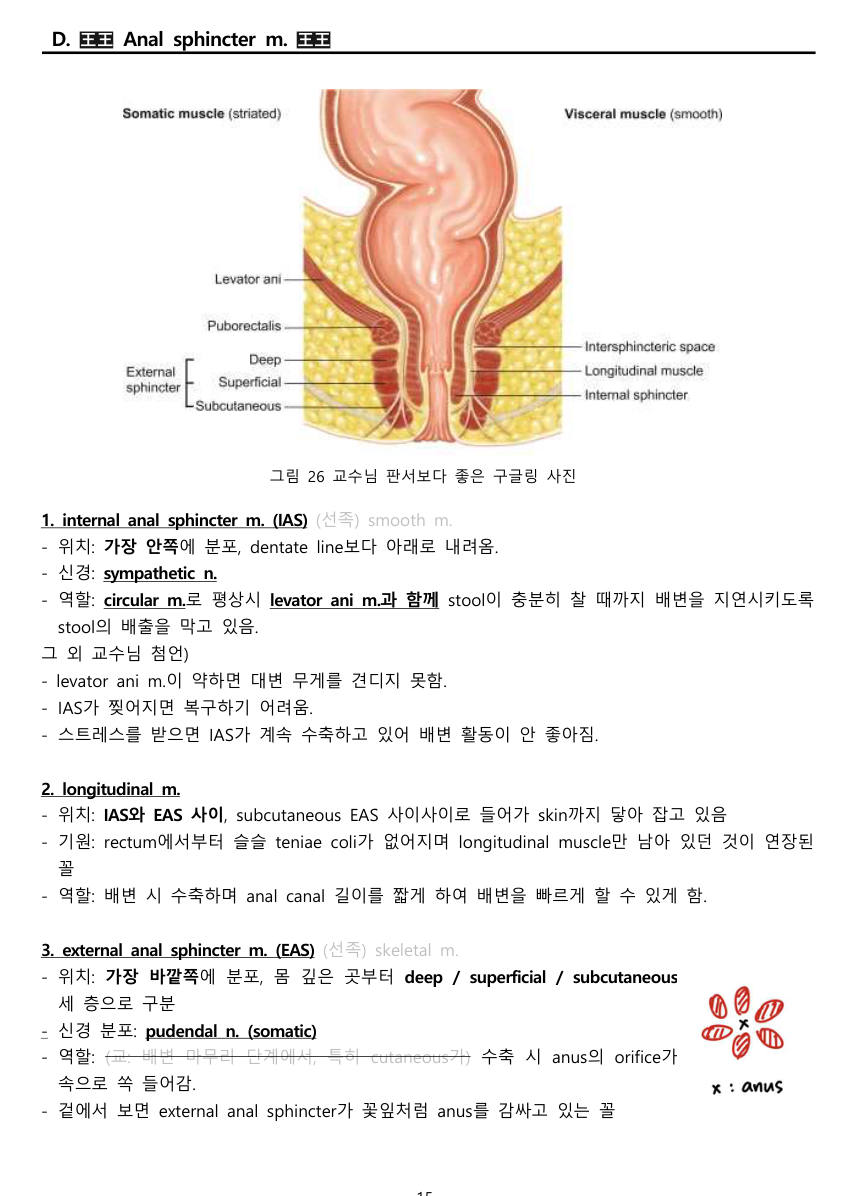 D. 王王 Anal sphincter m. 王王
Somatic muscle (striated)
Visceral muscle (smooth)
Levator ani
Puborectalis
External sphincter
Deep
Superficial
Subcutaneous
Intersphincteric space
Longitudinal muscle
Internal sphincter
그림 26 교수님 판서보다 좋은 구글링 사진
1. internal anal sphincter m. (IAS) (선족) smooth m.
- 위치: 가장 안쪽에 분포, dentate line보다 아래로 내려옴.
- 신경: sympathetic n.
- 역할: circular m.로 평상시 levator ani m.과 함께 stool이 충분히 찰 때까지 배변을 지연시키도록
stool의 배출을 막고 있음.
그 외 교수님 첨언)
- levator ani m.이 약하면 대변 무게를 견디지 못함.
- IAS가 찢어지면 복구하기 어려움.
- 스트레스를 받으면 IAS가 계속 수축하고 있어 배변 활동이 안 좋아짐.
2. longitudinal m.
- 위치: IAS와 EAS 사이, subcutaneous EAS 사이사이로 들어가 skin까지 닿아 잡고 있음
- 기원: rectum에서부터 슬슬 teniae coli가 없어지며 longitudinal muscle만 남아 있던 것이 연장된
꼴
- 역할: 배변 시 수축하며 anal canal 길이를 짧게 하여 배변을 빠르게 할 수 있게 함.
3. external anal sphincter m. (EAS) (선족) skeletal m.
- 위치: 가장 바깥쪽에 분포, 몸 깊은 곳부터 deep / superficial / subcutaneous
세 층으로 구분
- 신경 분포: pudendal n. (somatic)
- 역할: (교: 배변 마무리 단계에서, 특히 cutaneous가) 수축 시 anus의 orifice가
속으로 쏙 들어감.
- 겉에서 보면 external anal sphincter가 꽃잎처럼 anus를 감싸고 있는 꼴
x
x : anus
15